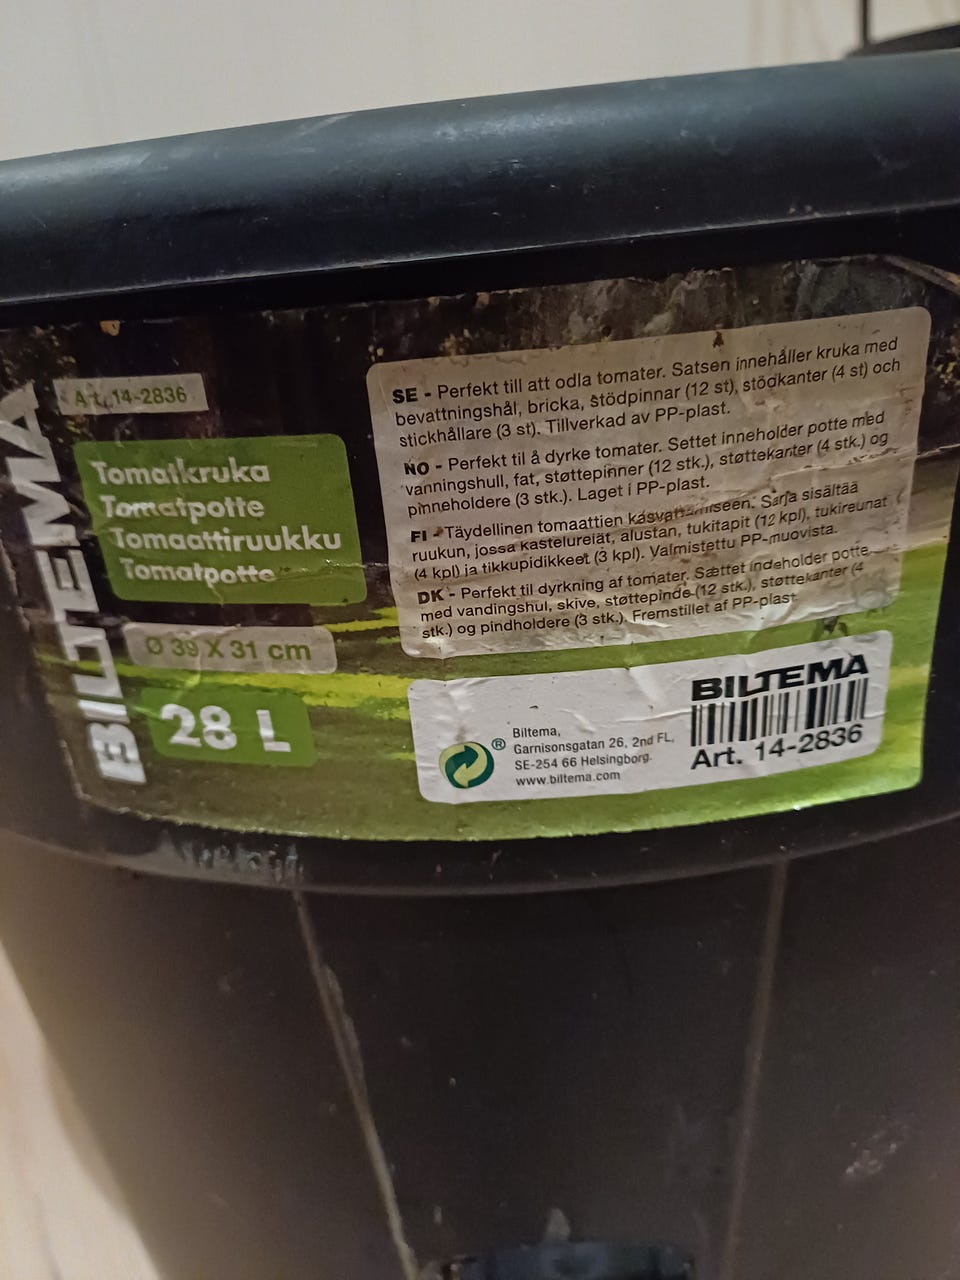 BILTEMA
Art. 14-2836
Tomatkruka
Tomatpotte
Tomaattiruukku
Tomatpotte
Ø 39 X 31 cm
28 L
SE - Perfekt till att odla tomater. Satsen innehåller kruka med
bevattningshål, bricka, stödpinnar (12 st), stödkanter (4 st) och
stickhållare (3 st). Tillverkad av PP-plast.
NO - Perfekt til å dyrke tomater. Settet inneholder potte med
vanningshull, fat, støttepinner (12 stk.), støttekanter (4 stk.) og
pinneholdere (3 stk.). Laget i PP-plast.
FI - Täydellinen tomaattien kasvattamiseen. Sarja sisältää
ruukun, jossa kastelureiät, alustan, tukitapit (12 kpl), tukireunat
(4 kpl) ja tikkupidikkeet (3 kpl). Valmistettu PP-muovista.
DK - Perfekt til dyrkning af tomater. Sættet indeholder potte
med vandingshul, skive, støttepinde (12 stk.), støttekanter (4
stk.) og pindholdere (3 stk.). Fremstillet af PP-plast
®
Biltema,
Garnisonsgatan 26, 2nd FL,
SE-254 66 Helsingborg.
www.biltema.com
BILTEMA
Art. 14-2836